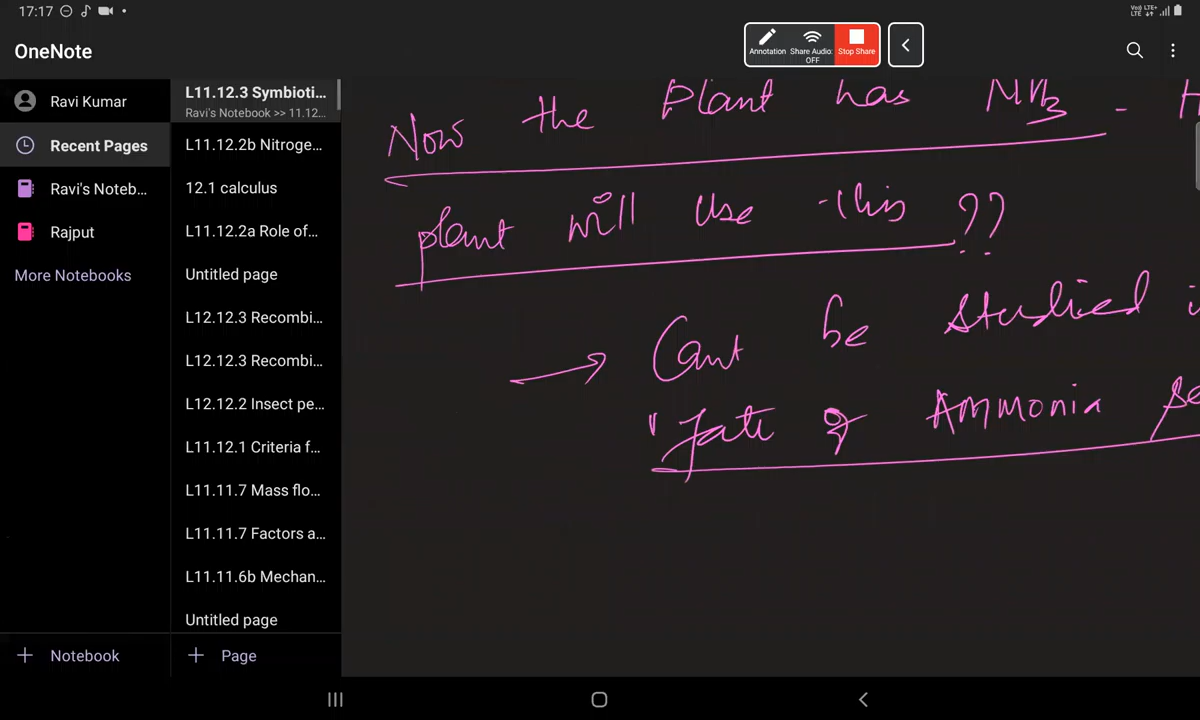 17:17
Vo) LTE+
LTE
OneNote
Annotation
Share Audio: OFF
Stop Share
Ravi Kumar
Recent Pages
Ravi's Noteb...
Rajput
More Notebooks
Notebook
L11.12.3 Symbioti...
Ravi's Notebook >> 11.12...
L11.12.2b Nitroge...
12.1 calculus
L11.12.2a Role of...
Untitled page
L12.12.3 Recombi...
L12.12.3 Recombi...
L12.12.2 Insect pe...
L11.12.1 Criteria f...
L11.11.7 Mass flo...
L11.11.7 Factors a...
L11.11.6b Mechan...
Untitled page
Page
Now the plant has NH3 - H
plant will use this ??
→ Cant be studied i
"Fate of Ammonia se